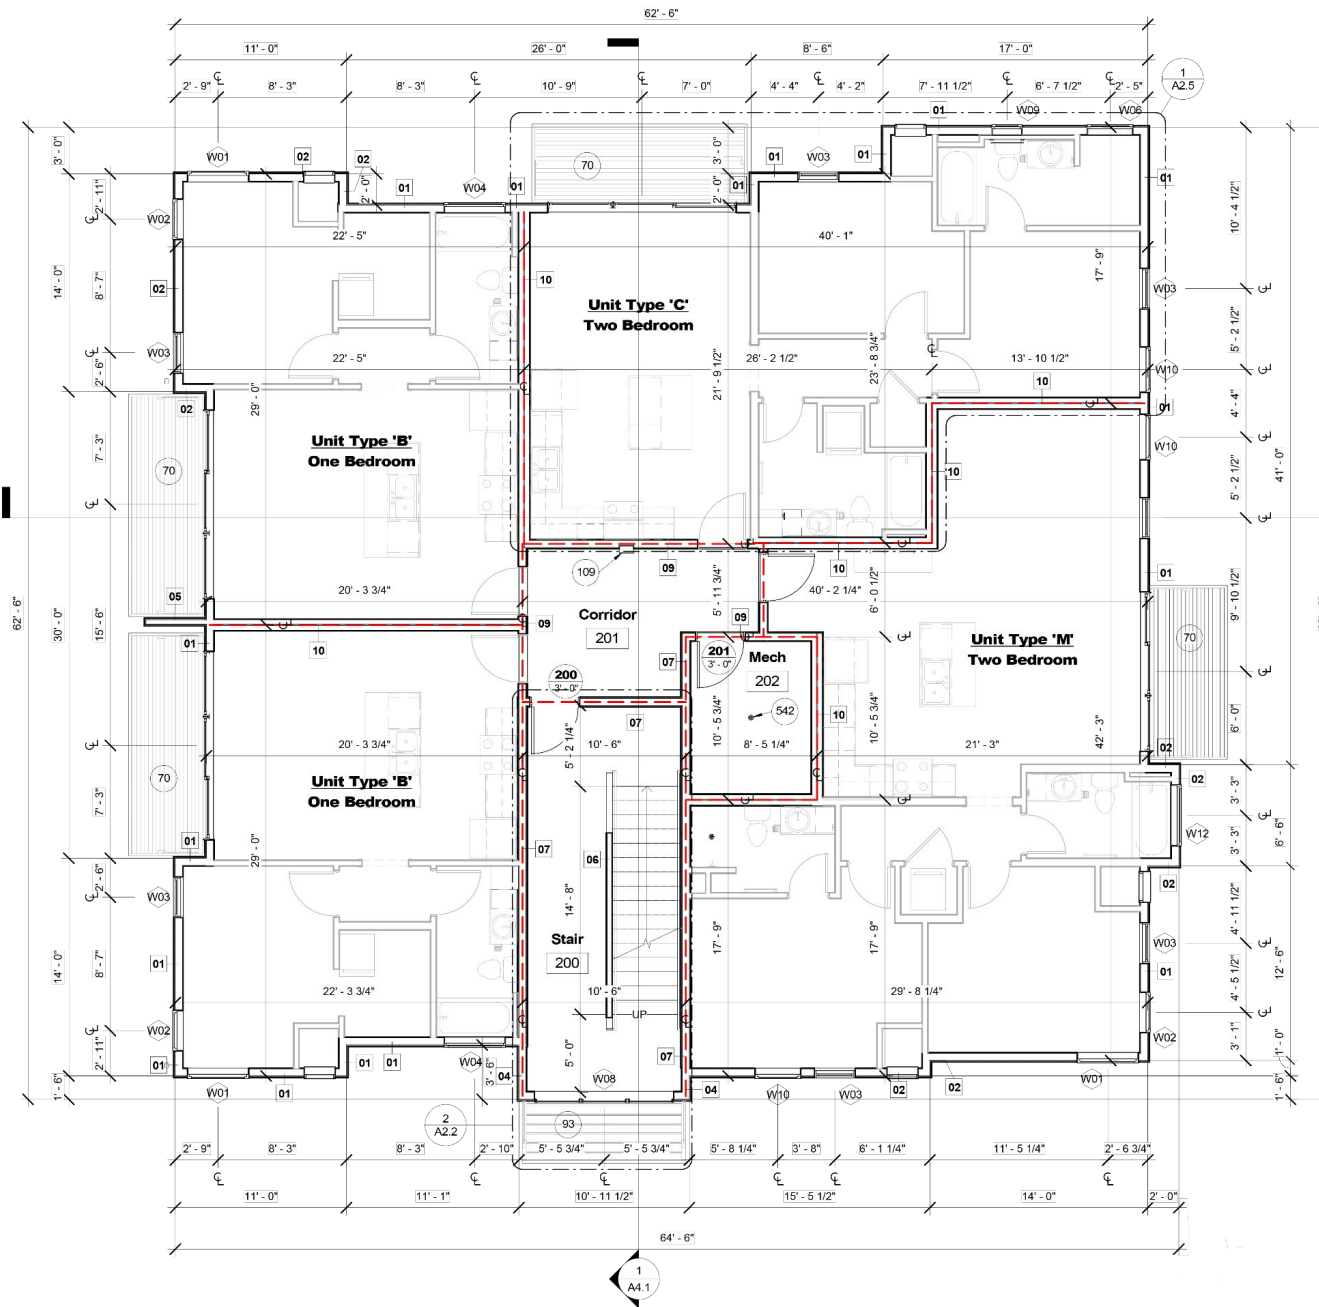 62' - 6"
11' - 0"
26' - 0"
8' - 6"
17' - 0"
2' - 9"
8' - 3"
8' - 3"
10' - 9"
7' - 0"
4' - 4"
4' - 2"
7' - 11 1/2"
6' - 7 1/2"
2' - 5"
1
A2.5
W01
02
02
W04
01
01
70
3' - 0"
2' - 0"
2' - 0"
01
01
W03
01
01
W09
W06
01
3' - 0"
2' - 11"
W02
8' - 7"
14' - 0"
02
W03
2' - 6"
02
22' - 5"
22' - 5"
29' - 0"
10
Unit Type 'C'
Two Bedroom
40' - 1"
21' - 9 1/2"
26' - 2 1/2"
23' - 8 3/4"
13' - 10 1/2"
17' - 9"
10' - 4 1/2"
W03
5' - 2 1/2"
W10
10
01
4' - 4"
W10
5' - 2 1/2"
41' - 0"
Unit Type 'B'
One Bedroom
70
7' - 3"
10
62' - 6"
30' - 0"
15' - 6"
05
20' - 3 3/4"
109
09
5' - 11 3/4"
10
40' - 2 1/4"
6' - 0 1/2"
01
9' - 10 1/2"
Corridor
201
09
09
01
10
Unit Type 'M'
Two Bedroom
70
201
3' - 0"
Mech
202
07
200
3' - 0"
542
07
10
10' - 5 3/4"
10' - 5 3/4"
8' - 5 1/4"
21' - 3"
42' - 3"
6' - 0"
02
20' - 3 3/4"
5' - 2 1/4"
10' - 6"
70
7' - 3"
Unit Type 'B'
One Bedroom
02
3' - 3"
3' - 3"
6' - 6"
W12
01
07
06
29' - 0"
2' - 6"
W03
14' - 8"
02
4' - 11 1/2"
Stair
200
17' - 9"
17' - 9"
W03
01
12' - 6"
4' - 5 1/2"
01
8' - 7"
14' - 0"
22' - 3 3/4"
10' - 6"
29' - 8 1/4"
UP
W02
2' - 11"
01
W02
3' - 1"
1' - 0"
01
01
W04
3' - 6"
5' - 0"
07
04
W08
04
1' - 6"
W01
01
W10
W03
02
02
W01
1' - 6"
2
A2.2
93
2' - 9"
8' - 3"
8' - 3"
2' - 10"
5' - 5 3/4"
5' - 5 3/4"
5' - 8 1/4"
3' - 8"
6' - 1 1/4"
11' - 5 1/4"
2' - 6 3/4"
11' - 0"
11' - 1"
10' - 11 1/2"
15' - 5 1/2"
14' - 0"
2' - 0"
64' - 6"
1
A4.1